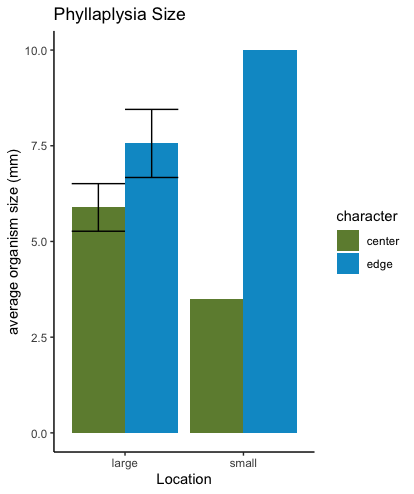 Phyllaplysia Size
average organism size (mm)
10.0
7.5
5.0
2.5
0.0
large
small
Location
character
center
edge